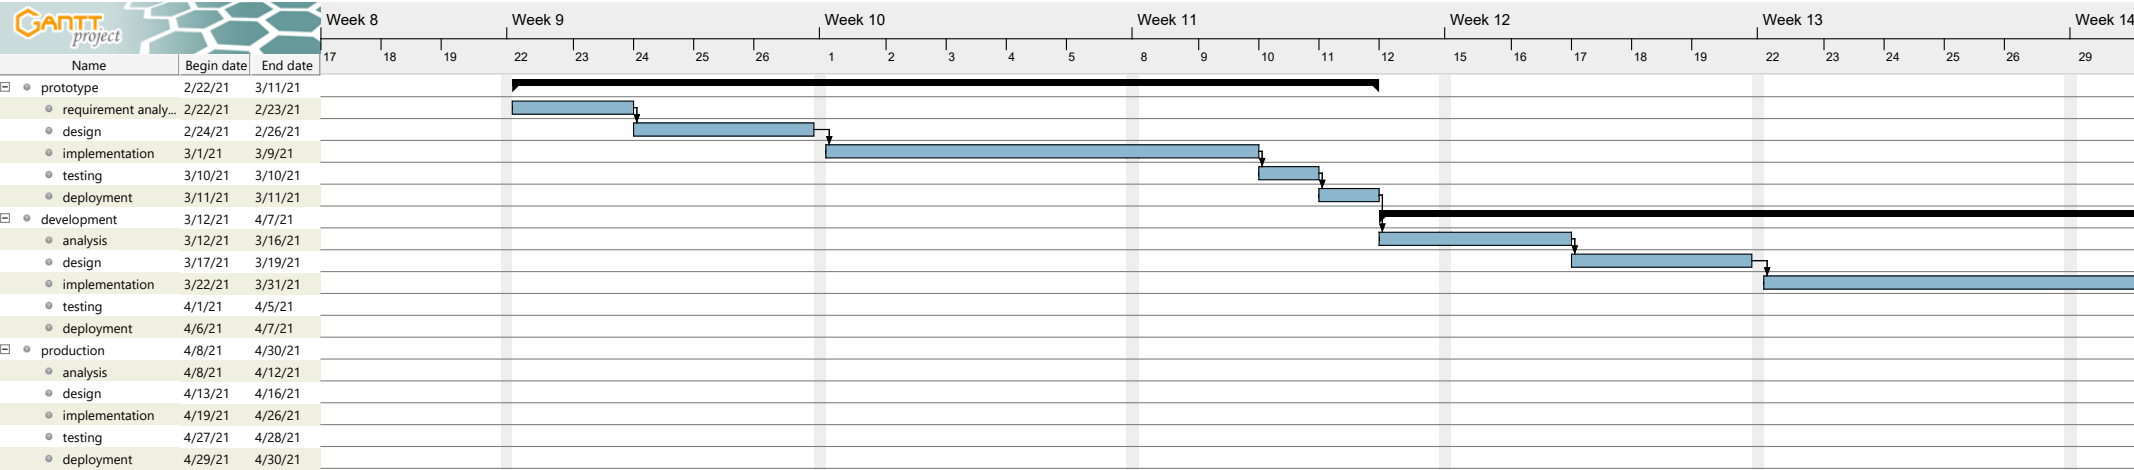 GANTT
project
Week 8 Week 9 Week 10 Week 11 Week 12 Week 13 Week 14
17 18 19 22 23 24 25 26 1 2 3 4 5 8 9 10 11 12 15 16 17 18 19 22 23 24 25 26 29
Name Begin date End date
prototype 2/22/21 3/11/21
requirement analy... 2/22/21 2/23/21
design 2/24/21 2/26/21
implementation 3/1/21 3/9/21
testing 3/10/21 3/10/21
deployment 3/11/21 3/11/21
development 3/12/21 4/7/21
analysis 3/12/21 3/16/21
design 3/17/21 3/19/21
implementation 3/22/21 3/31/21
testing 4/1/21 4/5/21
deployment 4/6/21 4/7/21
production 4/8/21 4/30/21
analysis 4/8/21 4/12/21
design 4/13/21 4/16/21
implementation 4/19/21 4/26/21
testing 4/27/21 4/28/21
deployment 4/29/21 4/30/21